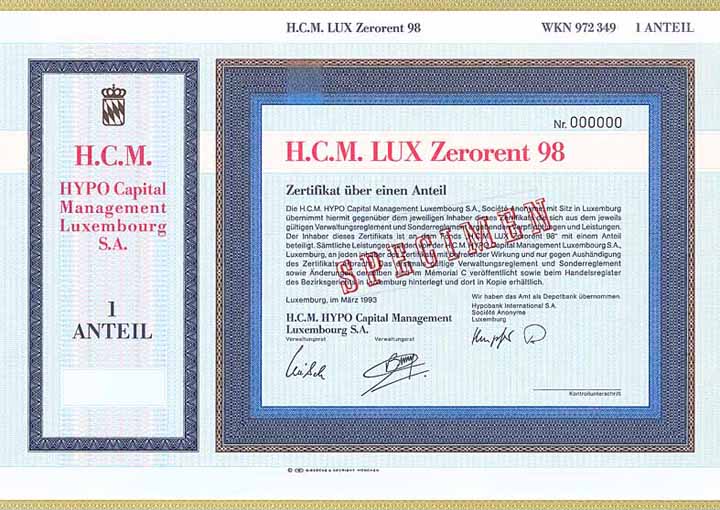 H.C.M. LUX Zerorent 98 WKN 972 349 1 ANTEIL
H.C.M.
HYPO Capital
Management
Luxembourg
S.A.
1
ANTEIL
Nr. 000000
H.C.M. LUX Zerorent 98
Zertifikat über einen Anteil
Die H.C.M. HYPO Capital Management Luxembourg S.A., Société Anonyme mit Sitz in Luxemburg
übernimmt hiermit gegenüber dem jeweiligen Inhaber dieses Zertifikats die sich aus dem jeweils
gültigen Verwaltungsreglement und Sonderreglement ergebenden Verpflichtungen und Leistungen.
Der Inhaber dieses Zertifikats ist an dem Fonds H.C.M. LUX Zerorent 98" mit einem Anteil
beteiligt. Sämtliche Leistungen werden von der H.C.M. HYPO Capital Management Luxembourg S.A.,
Luxemburg, an jeden Inhaber des Zertifikats mit befreiender Wirkung und nur gegen Aushändigung
des Zertifikats erbracht. Das erstmals gültige Verwaltungsreglement und Sonderreglement
sowie Änderungen derselben im Mémorial C veröffentlicht sowie beim Handelsregister
des Bezirksgerichts in Luxemburg hinterlegt und dort in Kopie erhältlich.
SPECIMEN
Luxemburg, im März 1993
H.C.M. HYPO Capital Management
Luxembourg S.A.
Verwaltungsrat Verwaltungsrat
Wir haben das Amt als Depotbank übernommen.
Hypobank International S.A.
Société Anonyme
Luxemburg
Kontrollunterschrift
GIESECKE & DEVRIENT MÜNCHEN